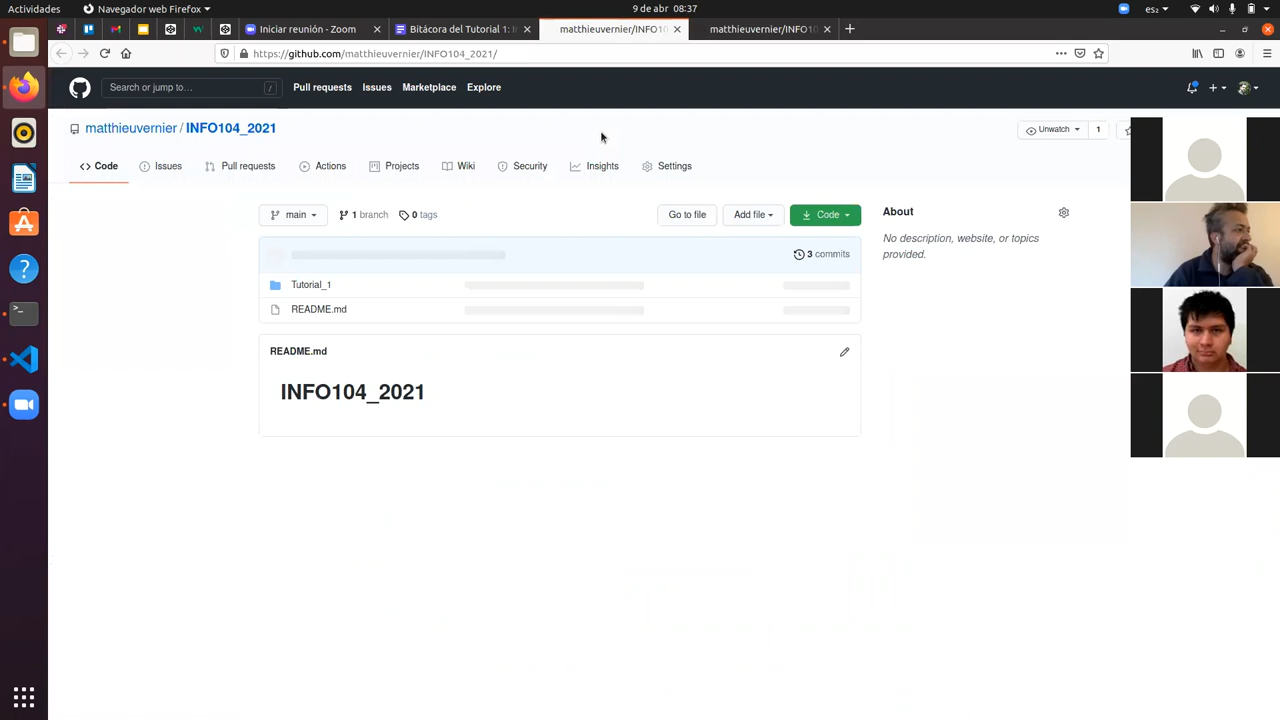 Actividades Navegador web Firefox 9 de abr 08:37 es₂
Iniciar reunión - Zoom Bitácora del Tutorial 1: In matthieuvernier/INFO10 matthieuvernier/INFO10
https://github.com/matthieuvernier/INFO104_2021/
Search or jump to… / Pull requests Issues Marketplace Explore
matthieuvernier / INFO104_2021 Unwatch 1
Code Issues Pull requests Actions Projects Wiki Security Insights Settings
main 1 branch 0 tags Go to file Add file Code About
No description, website, or topics
provided.
3 commits
Tutorial_1
README.md
README.md
INFO104_2021